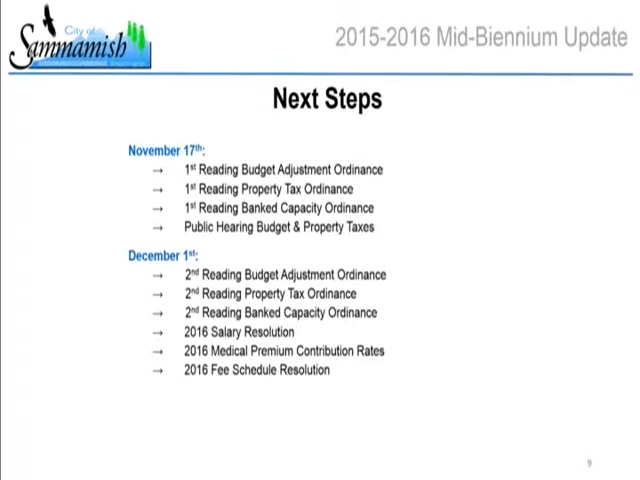 City of
Sammamish
2015-2016 Mid-Biennium Update
Next Steps
November 17th:
→ 1st Reading Budget Adjustment Ordinance
→ 1st Reading Property Tax Ordinance
→ 1st Reading Banked Capacity Ordinance
→ Public Hearing Budget & Property Taxes
December 1st:
→ 2nd Reading Budget Adjustment Ordinance
→ 2nd Reading Property Tax Ordinance
→ 2nd Reading Banked Capacity Ordinance
→ 2016 Salary Resolution
→ 2016 Medical Premium Contribution Rates
→ 2016 Fee Schedule Resolution
9